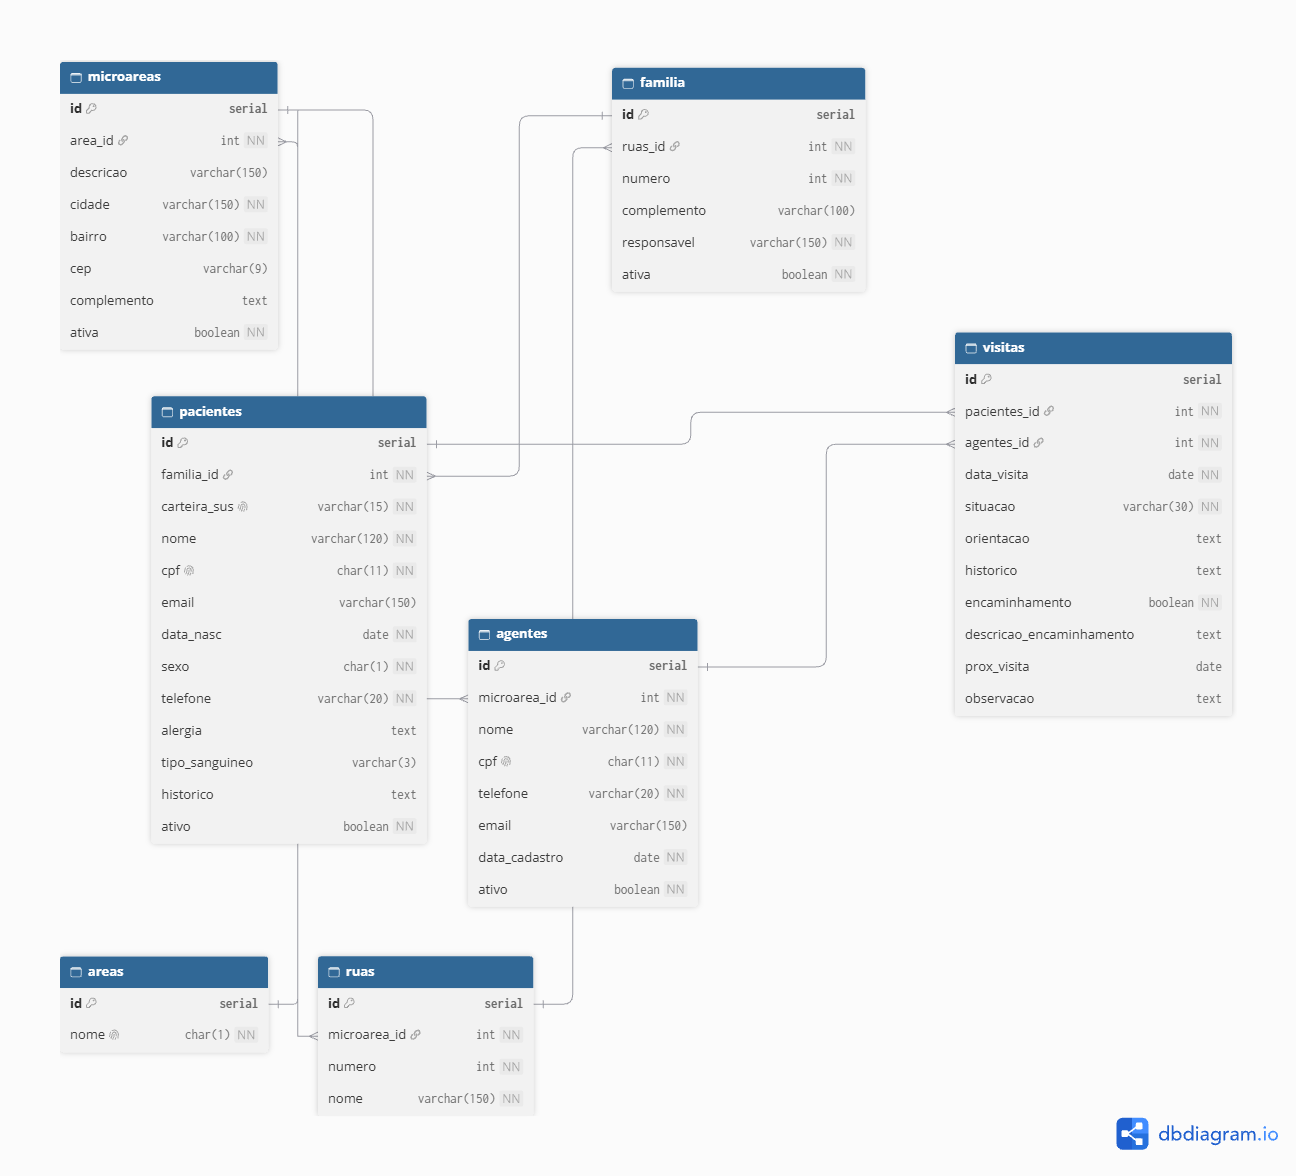 microareas
id serial
area_id int NN
descricao varchar(150)
cidade varchar(150) NN
bairro varchar(100) NN
cep varchar(9)
complemento text
ativa boolean NN
familia
id serial
ruas_id int NN
numero int NN
complemento varchar(100)
responsavel varchar(150) NN
ativa boolean NN
visitas
id serial
pacientes_id int NN
agentes_id int NN
data_visita date NN
situacao varchar(30) NN
orientacao text
historico text
encaminhamento boolean NN
descricao_encaminhamento text
prox_visita date
observacao text
pacientes
id serial
familia_id int NN
carteira_sus varchar(15) NN
nome varchar(120) NN
cpf char(11) NN
email varchar(150)
data_nasc date NN
sexo char(1) NN
telefone varchar(20) NN
alergia text
tipo_sanguineo varchar(3)
historico text
ativo boolean NN
agentes
id serial
microarea_id int NN
nome varchar(120) NN
cpf char(11) NN
telefone varchar(20) NN
email varchar(150)
data_cadastro date NN
ativo boolean NN
areas
id serial
nome char(1) NN
ruas
id serial
microarea_id int NN
numero int NN
nome varchar(150) NN
dbdiagram.io